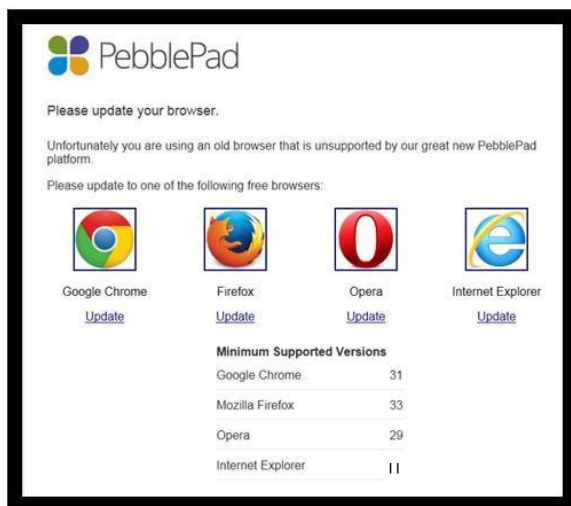 PebblePad
Please update your browser.
Unfortunately you are using an old browser that is unsupported by our great new PebblePad
platform.
Please update to one of the following free browsers:
Google Chrome Firefox Opera Internet Explorer
Update Update Update Update
Minimum Supported Versions
Google Chrome 31
Mozilla Firefox 33
Opera 29
Internet Explorer 11